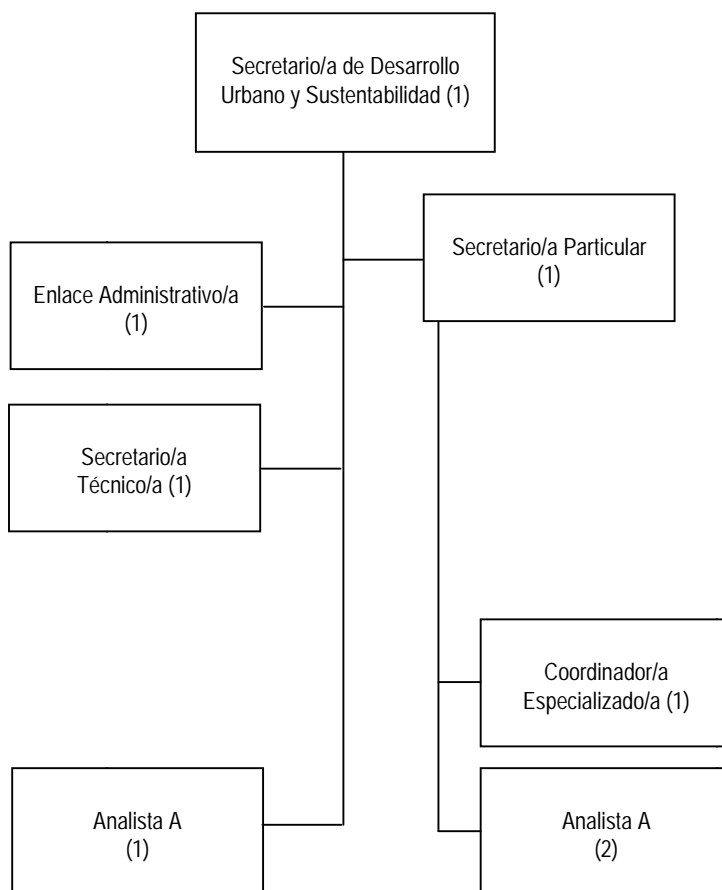 Secretario/a de Desarrollo
Urbano y Sustentabilidad (1)
Secretario/a Particular
(1)
Enlace Administrativo/a
(1)
Secretario/a
Técnico/a (1)
Coordinador/a
Especializado/a (1)
Analista A
(1)
Analista A
(2)